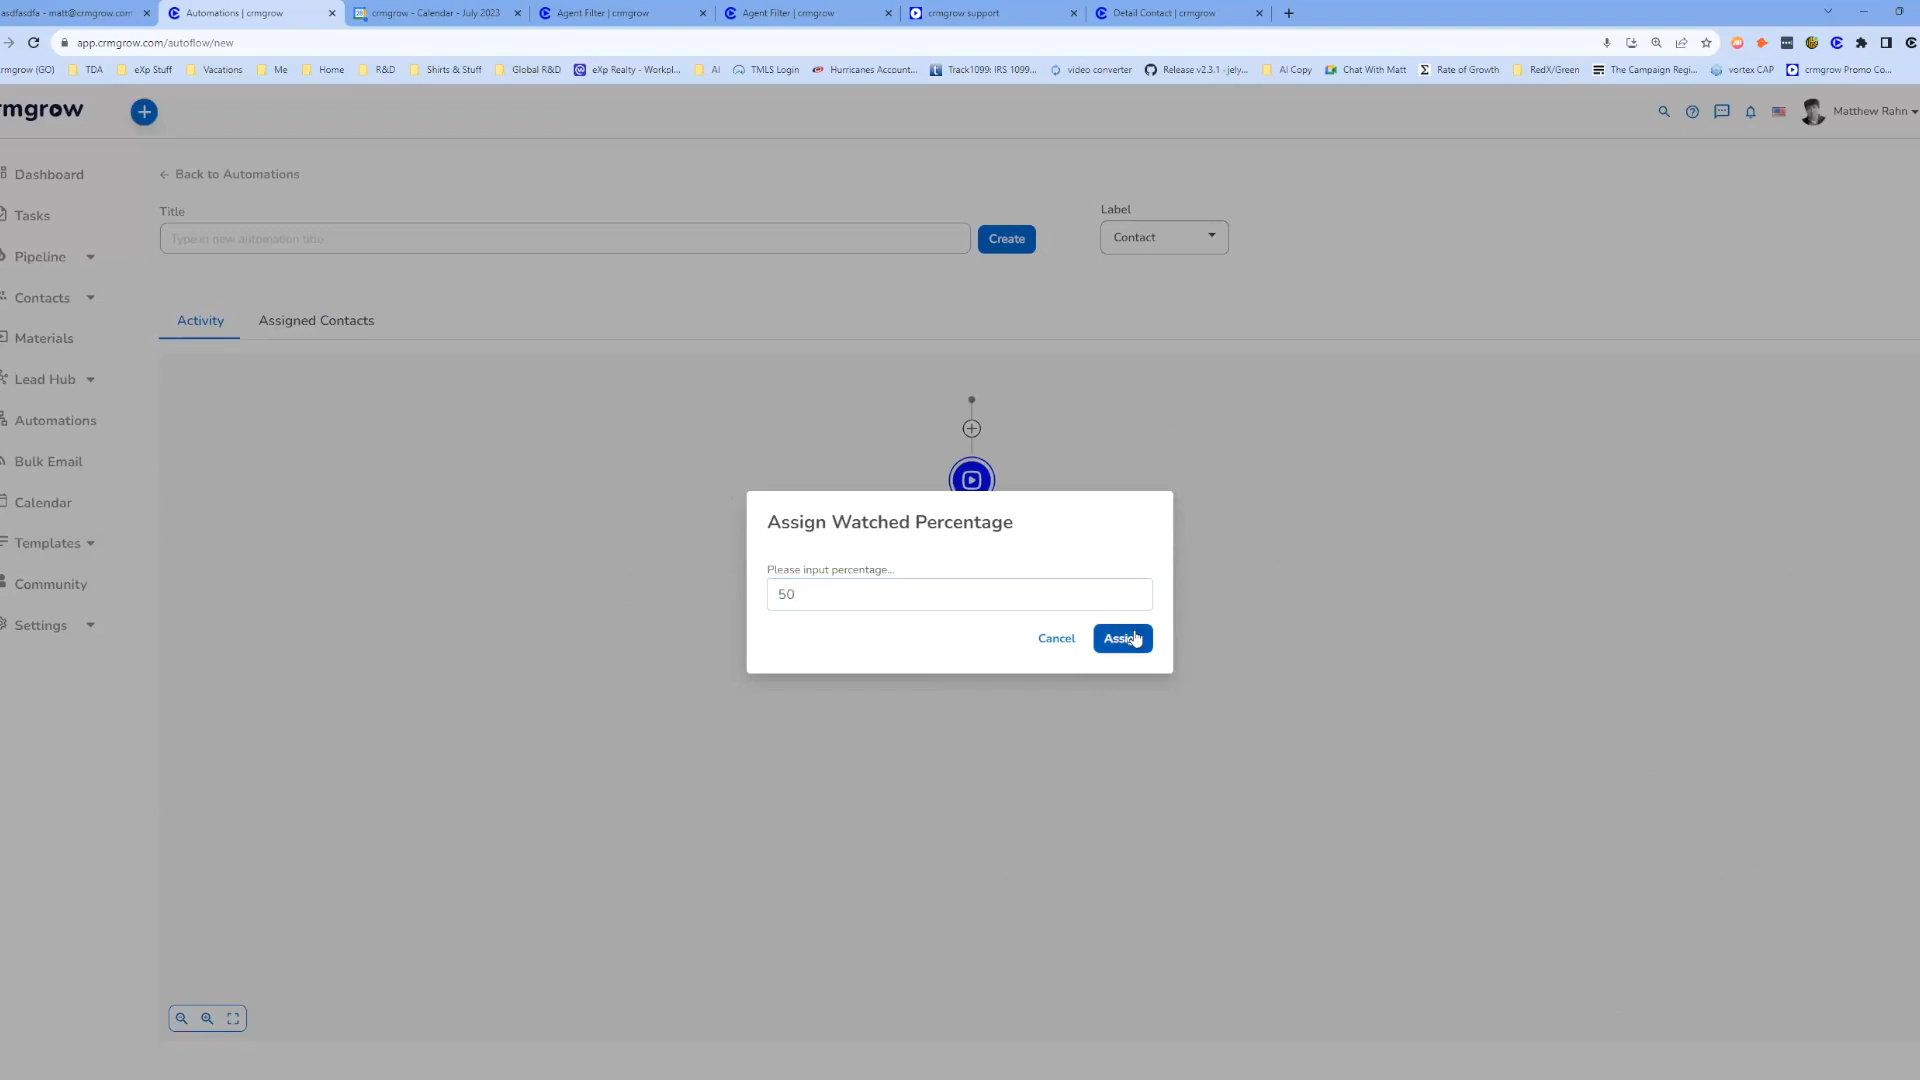 asdfasdfa - matt@crmgrow.com
Automations | crmgrow
crmgrow - Calendar - July 2023
Agent Filter | crmgrow
Agent Filter | crmgrow
crmgrow support
Detail Contact | crmgrow
app.crmgrow.com/autoflow/new
crmgrow (GO)
TDA
eXp Stuff
Vacations
Me
Home
R&D
Shirts & Stuff
Global R&D
eXp Realty - Workpl...
AI
TMLS Login
Hurricanes Account...
Track1099: IRS 1099...
video converter
Release v2.3.1 - jely...
AI Copy
Chat With Matt
Rate of Growth
RedX/Green
The Campaign Regi...
vortex CAP
crmgrow Promo Co...
rmgrow
Matthew Rahn
Dashboard
Tasks
Pipeline
Contacts
Materials
Lead Hub
Automations
Bulk Email
Calendar
Templates
Community
Settings
← Back to Automations
Title
Type in new automation title
Create
Label
Contact
Activity
Assigned Contacts
Assign Watched Percentage
Please input percentage...
50
Cancel
Assign